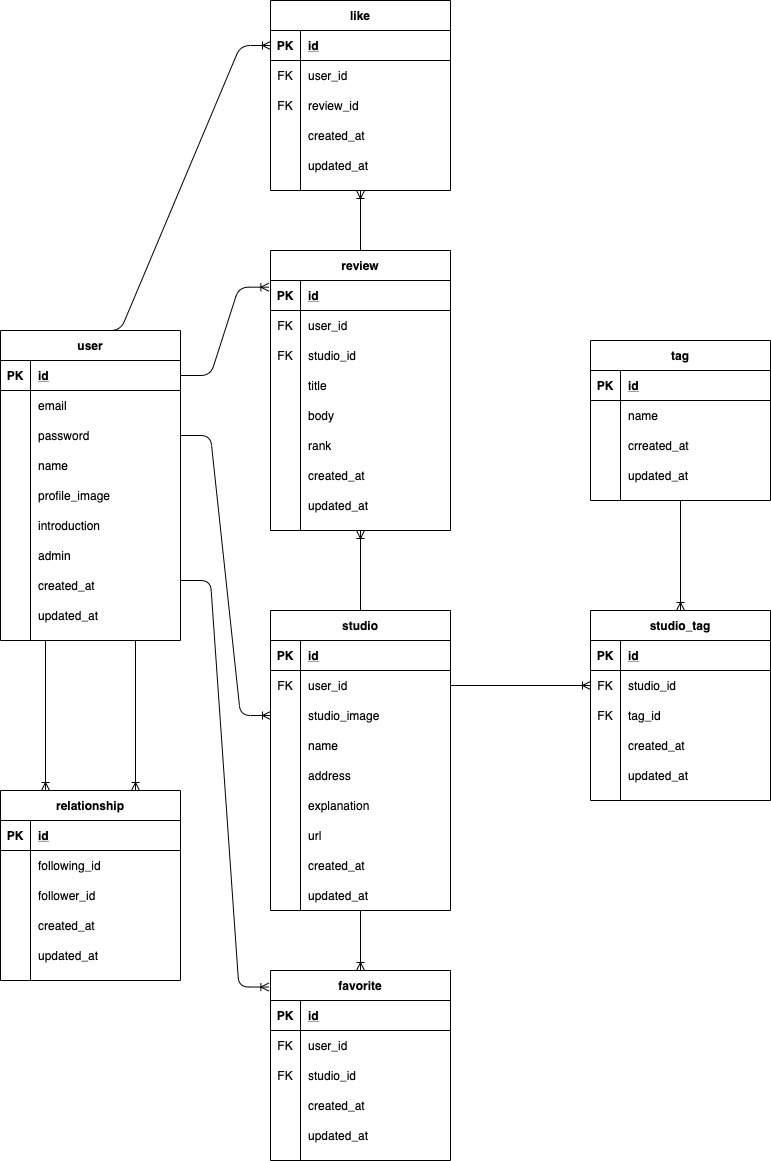 like
PK id
FK user_id
FK review_id
created_at
updated_at
review
PK id
FK user_id
FK studio_id
title
body
rank
created_at
updated_at
user
PK id
email
password
name
profile_image
introduction
admin
created_at
updated_at
tag
PK id
name
crreated_at
updated_at
studio
PK id
FK user_id
studio_image
name
address
explanation
url
created_at
updated_at
studio_tag
PK id
FK studio_id
FK tag_id
created_at
updated_at
relationship
PK id
following_id
follower_id
created_at
updated_at
favorite
PK id
FK user_id
FK studio_id
created_at
updated_at